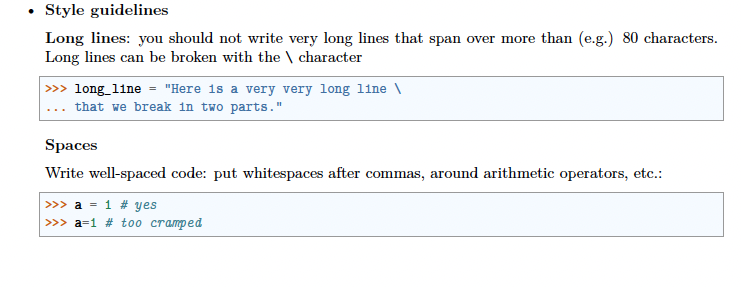 • Style guidelines
Long lines: you should not write very long lines that span over more than (e.g.) 80 characters.
Long lines can be broken with the \ character
>>> long_line = "Here is a very very long line \
... that we break in two parts."
Spaces
Write well-spaced code: put whitespaces after commas, around arithmetic operators, etc.:
>>> a = 1 # yes
>>> a=1 # too cramped